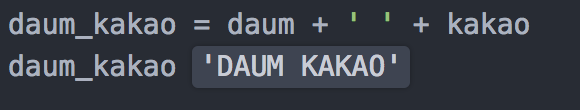 daum_kakao = daum + ' ' + kakao
daum_kakao 'DAUM KAKAO'